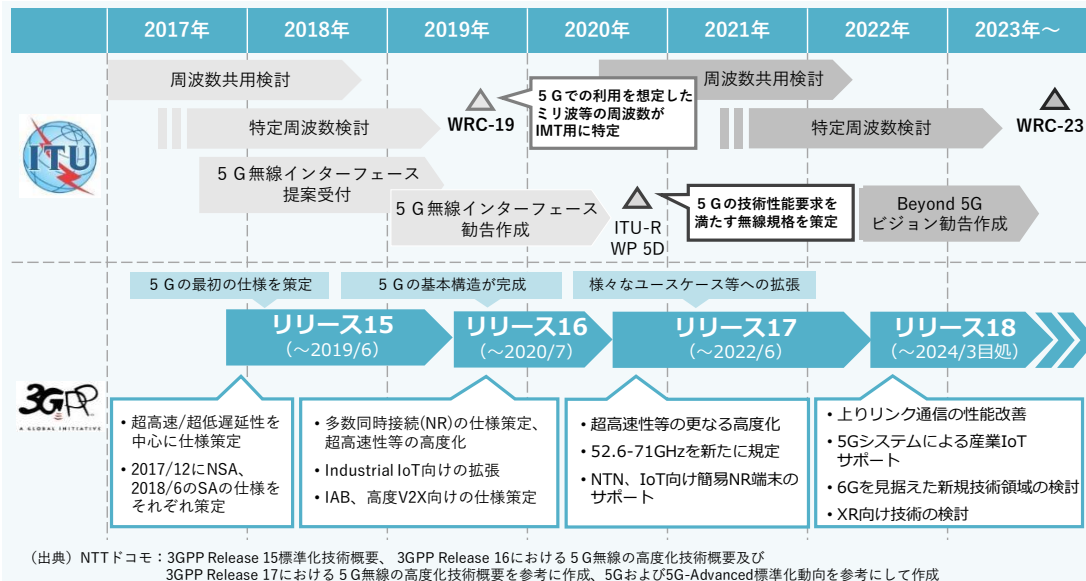 2017年 2018年 2019年 2020年 2021年 2022年 2023年～
ITU
周波数共用検討
特定周波数検討
５Ｇ無線インターフェース
提案受付
５Ｇ無線インターフェース
勧告作成
WRC-19
５Ｇでの利用を想定した
ミリ波等の周波数が
IMT用に特定
ITU-R
WP 5D
５Ｇの技術性能要求を
満たす無線規格を策定
周波数共用検討
特定周波数検討
Beyond 5G
ビジョン勧告作成
WRC-23
3GPP
A GLOBAL INITIATIVE
５Ｇの最初の仕様を策定
５Ｇの基本構造が完成
様々なユースケース等への拡張
リリース15
（～2019/6）
リリース16
（～2020/7）
リリース17
（～2022/6）
リリース18
（～2024/3目処）
・超高速/超低遅延性を
中心に仕様策定
・2017/12にNSA、
2018/6のSAの仕様を
それぞれ策定
・多数同時接続(NR)の仕様策定、
超高速性等の高度化
・Industrial IoT向けの拡張
・IAB、高度V2X向けの仕様策定
・超高速性等の更なる高度化
・52.6-71GHzを新たに規定
・NTN、IoT向け簡易NR端末の
サポート
・上りリンク通信の性能改善
・5Gシステムによる産業IoT
サポート
・6Gを見据えた新規技術領域の検討
・XR向け技術の検討
（出典）NTTドコモ：3GPP Release 15標準化技術概要、 3GPP Release 16における５Ｇ無線の高度化技術概要及び
3GPP Release 17における５Ｇ無線の高度化技術概要を参考に作成、5Gおよび5G-Advanced標準化動向を参考にして作成